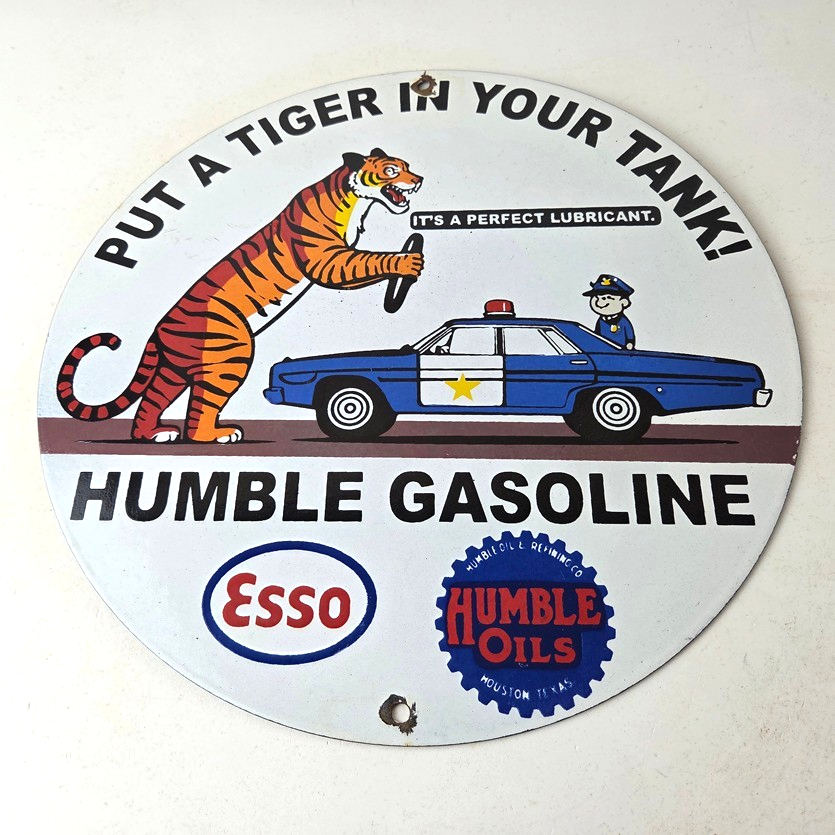 PUT A TIGER IN YOUR TANK!
IT'S A PERFECT LUBRICANT.
HUMBLE GASOLINE
ESSO
HUMBLE OIL & REFINING CO
HUMBLE
OILS
HOUSTON TEXAS